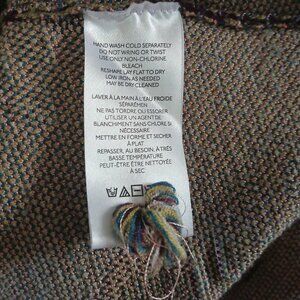 HAND WASH COLD SEPARATELY
DO NOT WRING OR TWIST
USE ONLY NON-CHLORINE
BLEACH
RESHAPE LAY FLAT TO DRY
LOW IRON AS NEEDED
MAY BE DRY CLEANED
LAVER À LA MAIN À L'EAU FROIDE
SÉPARÉMEN
NE PAS TORDRE OU ESSORER
UTILISER UN AGENT DE
BLANCHIMENT SANS CHLORE SI
NÉCESSAIRE
METTRE EN FORME ET SECHER
À PLAT
REPASSER, AU BESOIN, À TRÈS
BASSE TEMPÉRATURE
PEUT-ÊTRE NETTOYÉE
À SEC